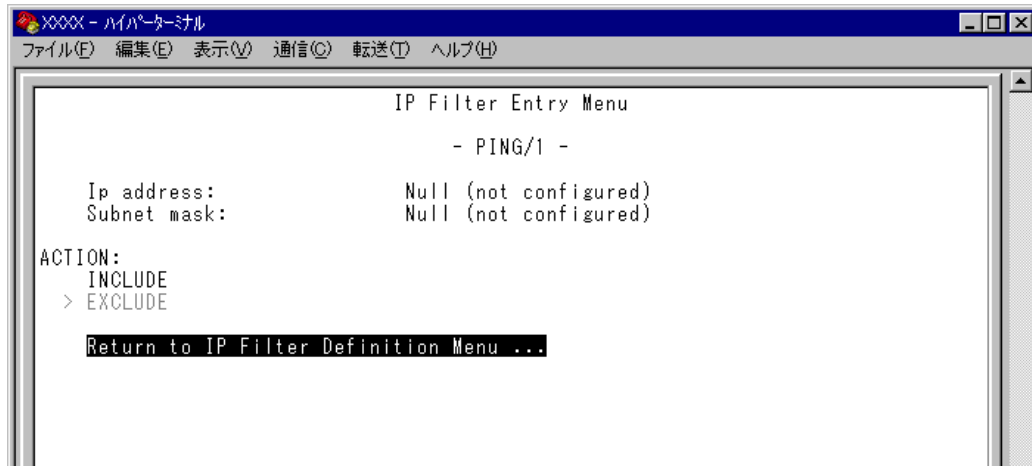 XXXX - ハイパーターミナル
ファイル(F) 編集(E) 表示(V) 通信(C) 転送(T) ヘルプ(H)
IP Filter Entry Menu
- PING/1 -
Ip address: Null (not configured)
Subnet mask: Null (not configured)
ACTION:
INCLUDE
> EXCLUDE
Return to IP Filter Definition Menu ...